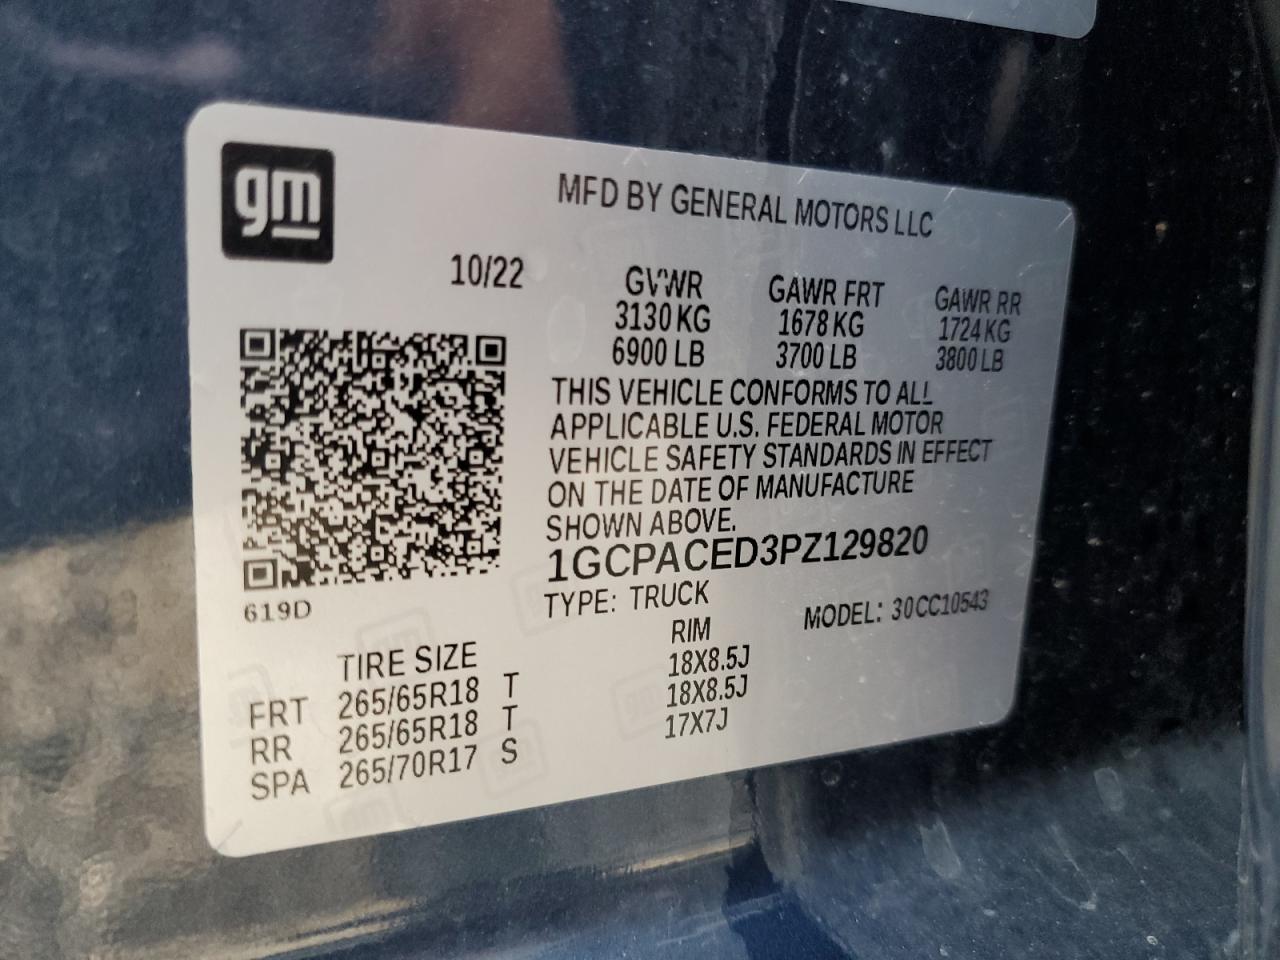 gm
MFD BY GENERAL MOTORS LLC
10/22
GVWR GAWR FRT GAWR RR
3130 KG 1678 KG 1724 KG
6900 LB 3700 LB 3800 LB
THIS VEHICLE CONFORMS TO ALL
APPLICABLE U.S. FEDERAL MOTOR
VEHICLE SAFETY STANDARDS IN EFFECT
ON THE DATE OF MANUFACTURE
SHOWN ABOVE.
1GCPACED3PZ129820
619D
TYPE: TRUCK MODEL: 30CC10543
TIRE SIZE RIM
FRT 265/65R18 T 18X8.5J
RR 265/65R18 T 18X8.5J
SPA 265/70R17 S 17X7J